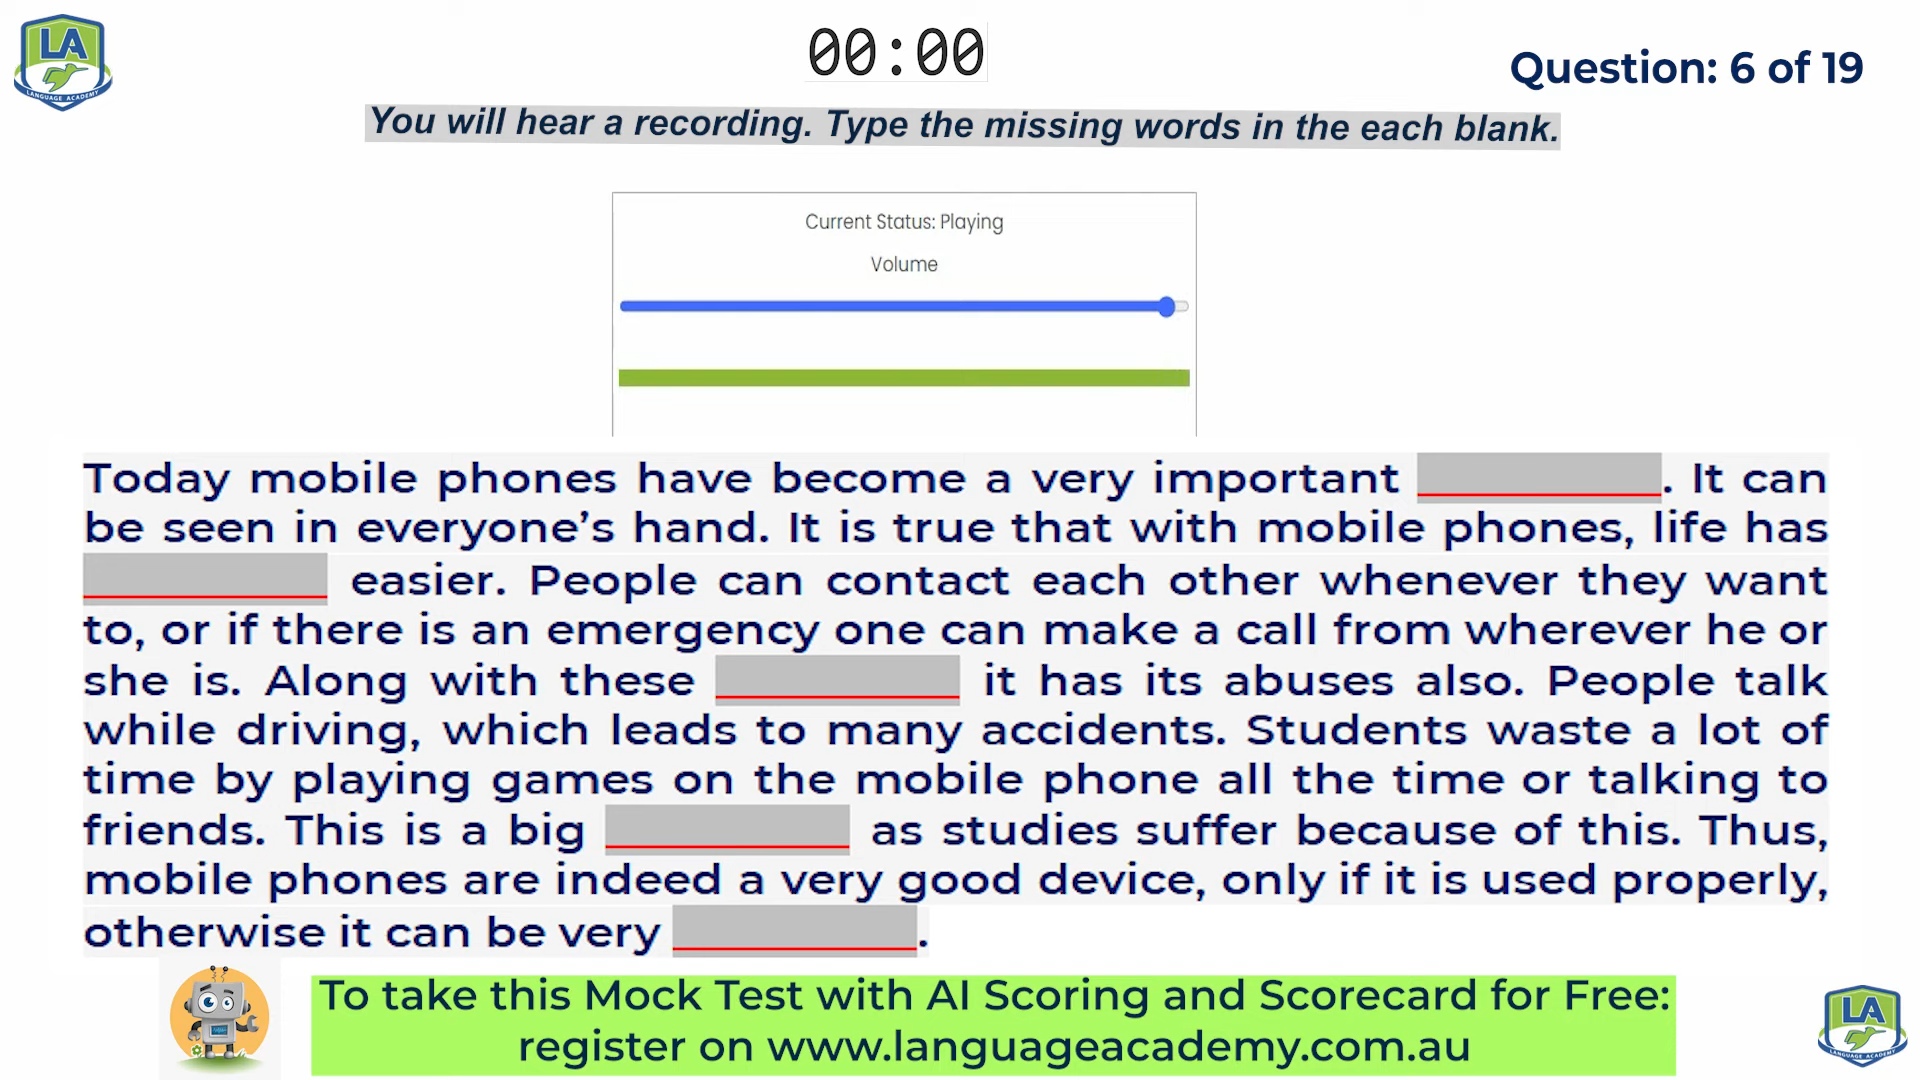 LA
LANGUAGE ACADEMY
00:00
Question: 6 of 19
You will hear a recording. Type the missing words in the each blank.
Current Status: Playing
Volume
Today mobile phones have become a very important . It can
be seen in everyone’s hand. It is true that with mobile phones, life has
easier. People can contact each other whenever they want
to, or if there is an emergency one can make a call from wherever he or
she is. Along with these it has its abuses also. People talk
while driving, which leads to many accidents. Students waste a lot of
time by playing games on the mobile phone all the time or talking to
friends. This is a big as studies suffer because of this. Thus,
mobile phones are indeed a very good device, only if it is used properly,
otherwise it can be very .
To take this Mock Test with AI Scoring and Scorecard for Free:
register on www.languageacademy.com.au
LA
LANGUAGE ACADEMY